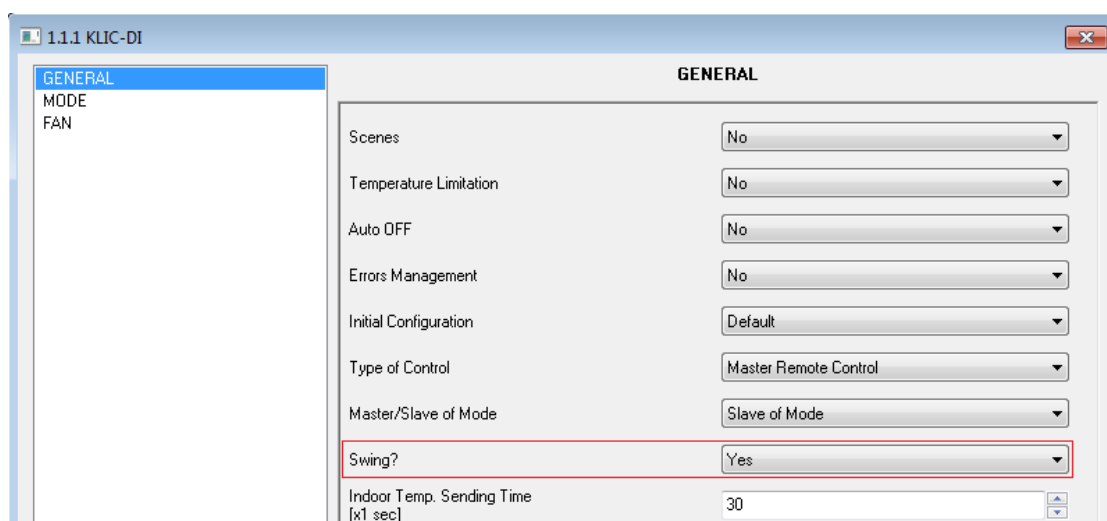 1.1.1 KLIC-DI
GENERAL
MODE
FAN
GENERAL
Scenes No
Temperature Limitation No
Auto OFF No
Errors Management No
Initial Configuration Default
Type of Control Master Remote Control
Master/Slave of Mode Slave of Mode
Swing? Yes
Indoor Temp. Sending Time 30
[x1 sec]